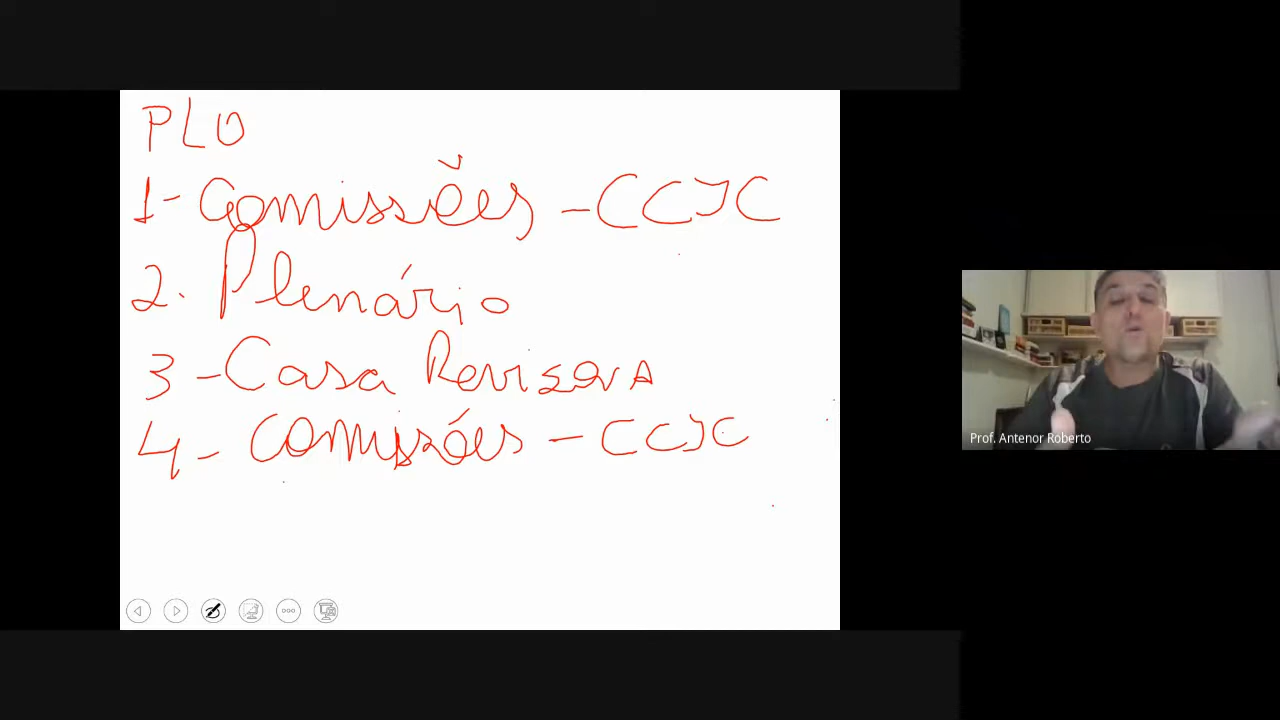 PLO
1- Comissões - CCJC
2. Plenário
3 - Casa Revisora
4 - Comissões - CCJC
Prof. Antenor Roberto